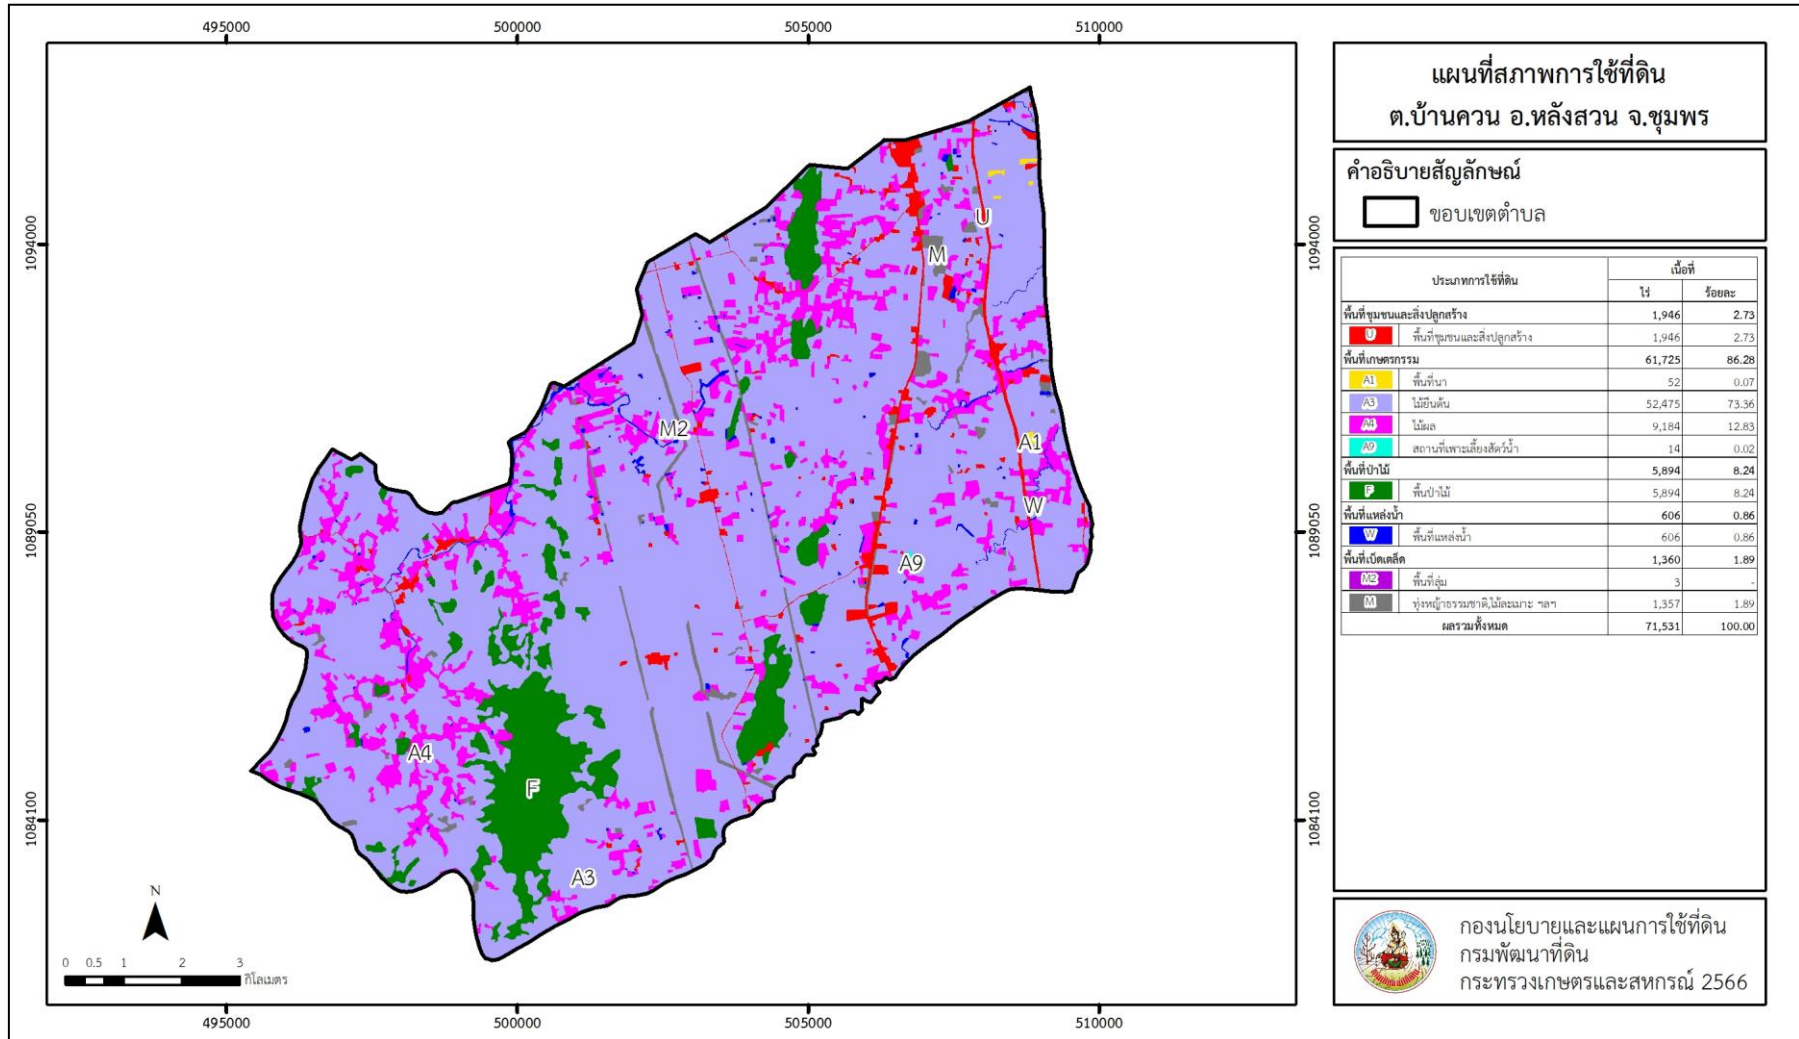 495000
500000
505000
510000
1094000
1089050
1084100
1094000
1089050
1084100
495000
500000
505000
510000
U
M
M2
A1
W
A9
A4
F
A3
N
0 0.5 1 2 3
กิโลเมตร
แผนที่สภาพการใช้ที่ดิน
ต.บ้านควน อ.หลังสวน จ.ชุมพร
คำอธิบายสัญลักษณ์
ขอบเขตตำบล
ประเภทการใช้ที่ดิน เนื้อที่
ไร่ ร้อยละ
พื้นที่ชุมชนและสิ่งปลูกสร้าง 1,946 2.73
U พื้นที่ชุมชนและสิ่งปลูกสร้าง 1,946 2.73
พื้นที่เกษตรกรรม 61,725 86.28
A1 พื้นที่นา 52 0.07
A3 ไม้ยืนต้น 52,475 73.36
A4 ไม้ผล 9,184 12.83
A9 สถานที่เพาะเลี้ยงสัตว์น้ำ 14 0.02
พื้นที่ป่าไม้ 5,894 8.24
F พื้นป่าไม้ 5,894 8.24
พื้นที่แหล่งน้ำ 606 0.86
W พื้นที่แหล่งน้ำ 606 0.86
พื้นที่เบ็ดเตล็ด 1,360 1.89
M2 พื้นที่ลุ่ม 3 -
M ทุ่งหญ้าธรรมชาติ,ไม้ละเมาะ ฯลฯ 1,357 1.89
ผลรวมทั้งหมด 71,531 100.00
กองนโยบายและแผนการใช้ที่ดิน
กรมพัฒนาที่ดิน
กระทรวงเกษตรและสหกรณ์ 2566